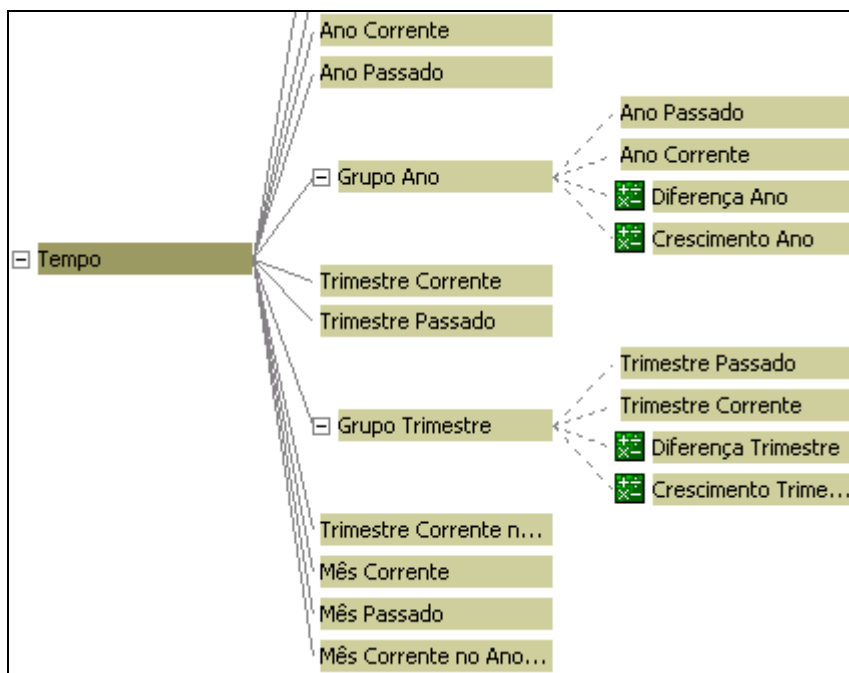 Ano Corrente
Ano Passado
Ano Passado
Ano Corrente
Grupo Ano
Diferença Ano
Crescimento Ano
Tempo
Trimestre Corrente
Trimestre Passado
Trimestre Passado
Trimestre Corrente
Grupo Trimestre
Diferença Trimestre
Crescimento Trime...
Trimestre Corrente n...
Mês Corrente
Mês Passado
Mês Corrente no Ano...